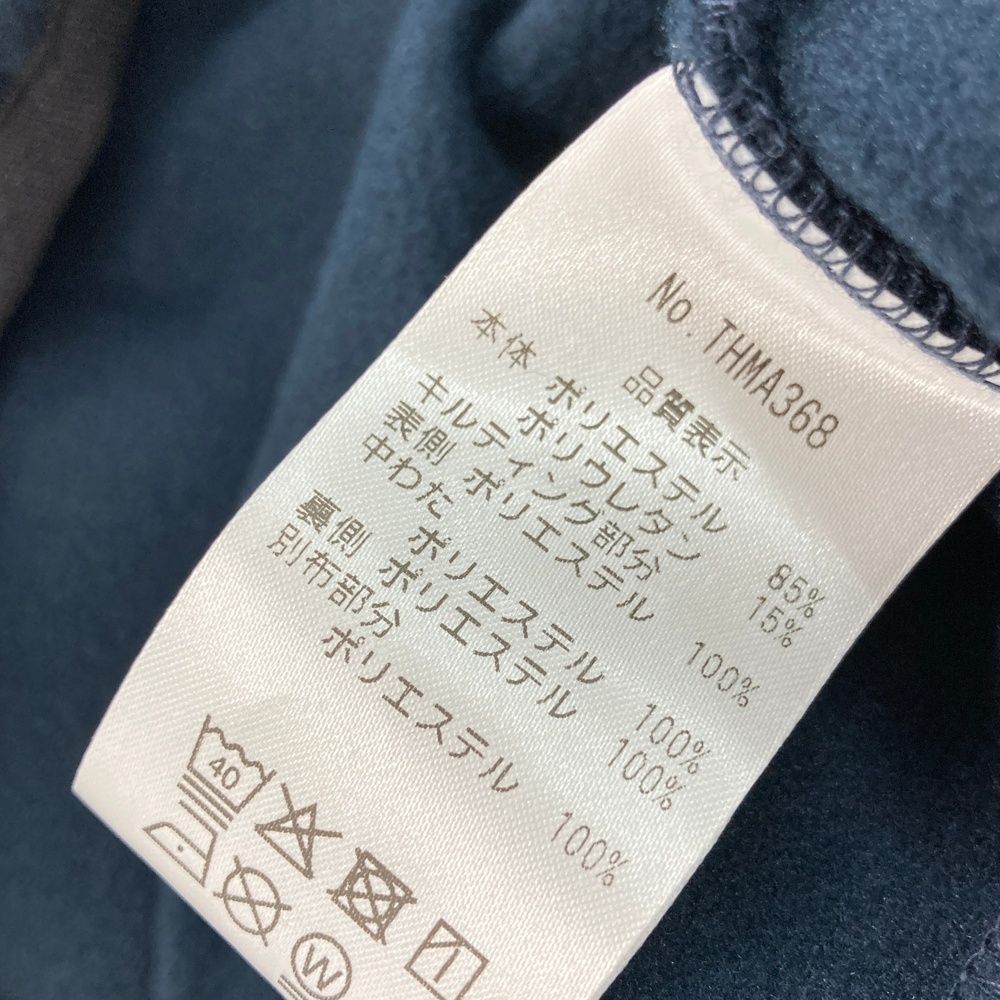 No. THMA368
品質表示
本体 ポリエステル 85%
ポリウレタン 15%
キルティング部分
表側 ポリエステル 100%
中わた ポリエステル 100%
裏側 ポリエステル 100%
別布部分
ポリエステル 100%
40
W